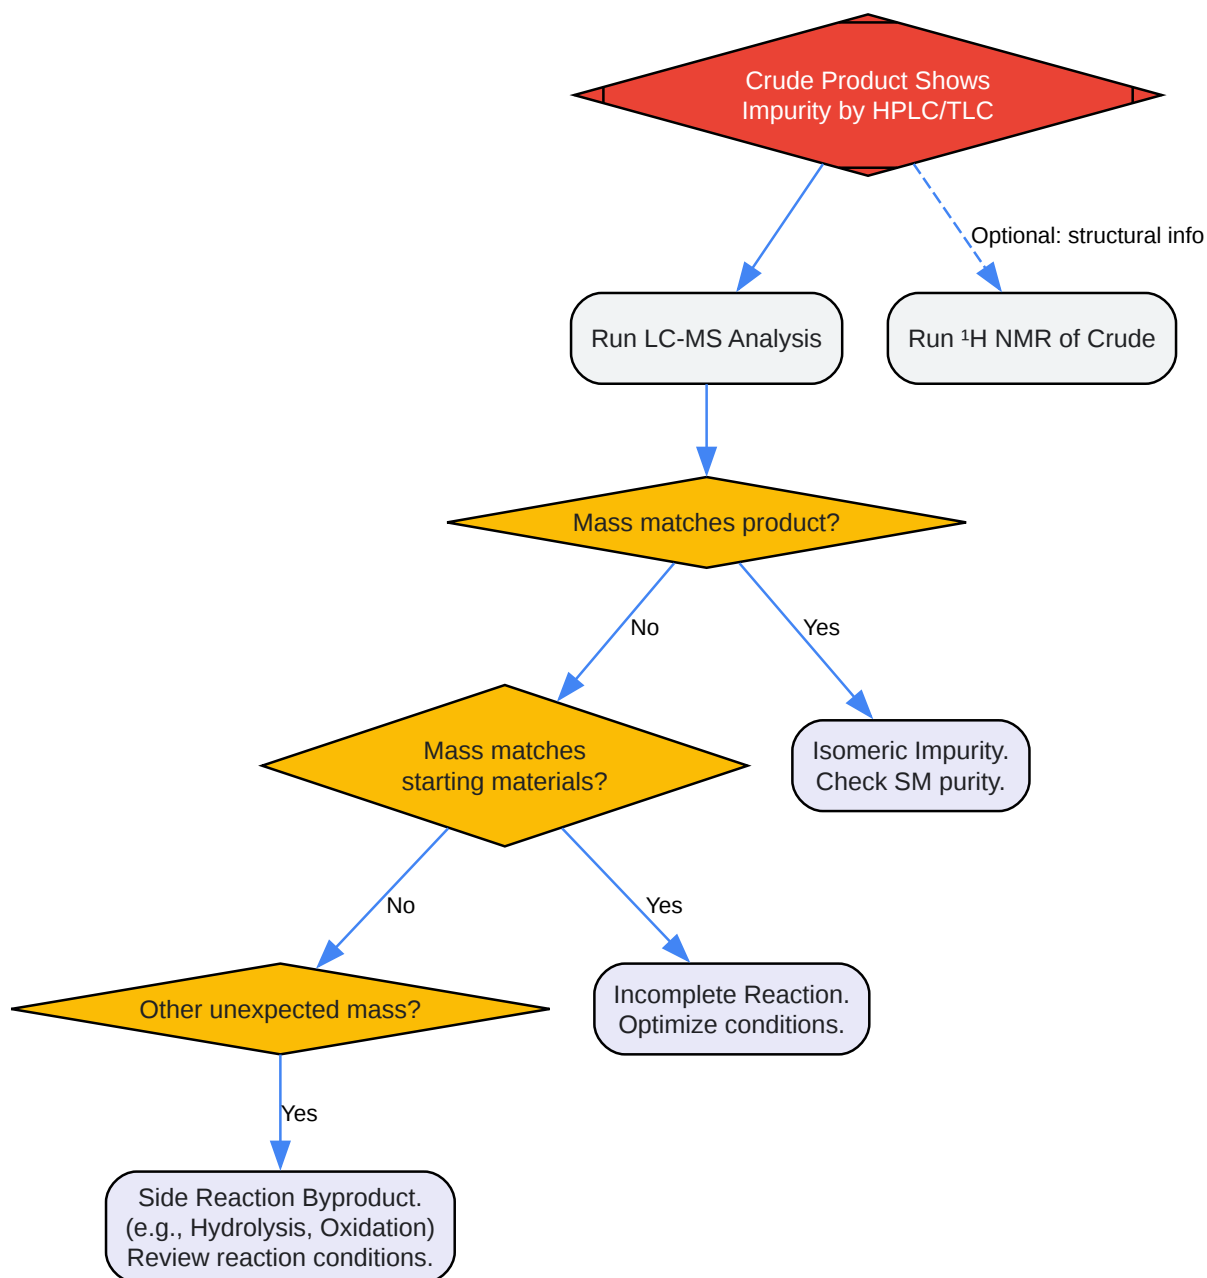 Crude Product Shows
Impurity by HPLC/TLC
Optional: structural info
Run LC-MS Analysis
Run ¹H NMR of Crude
Mass matches product?
No
Yes
Mass matches
starting materials?
Isomeric Impurity.
Check SM purity.
No
Yes
Other unexpected mass?
Incomplete Reaction.
Optimize conditions.
Yes
Side Reaction Byproduct.
(e.g., Hydrolysis, Oxidation)
Review reaction conditions.